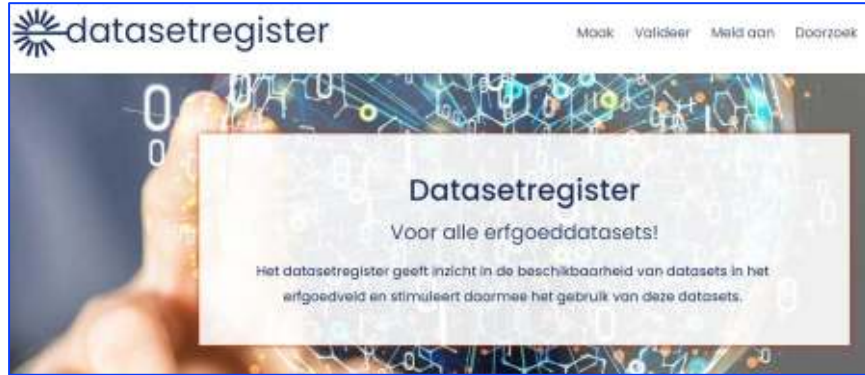 datasetregister
Maak Valideer Meld aan Doorzoek
Datasetregister
Voor alle erfgoeddatasets!
Het datasetregister geeft inzicht in de beschikbaarheid van datasets in het
erfgoedveld en stimuleert daarmee het gebruik van deze datasets.